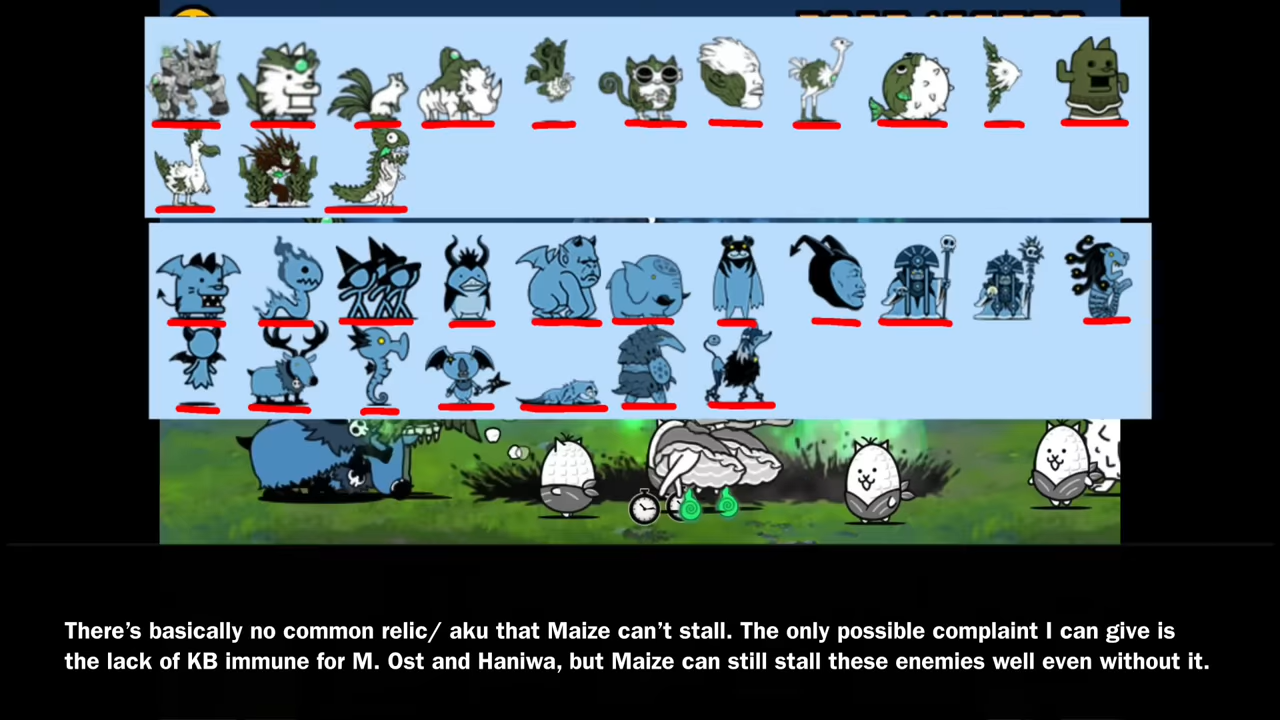 There's basically no common relic/ aku that Maize can't stall. The only possible complaint I can give is
the lack of KB immune for M. Ost and Haniwa, but Maize can still stall these enemies well even without it.